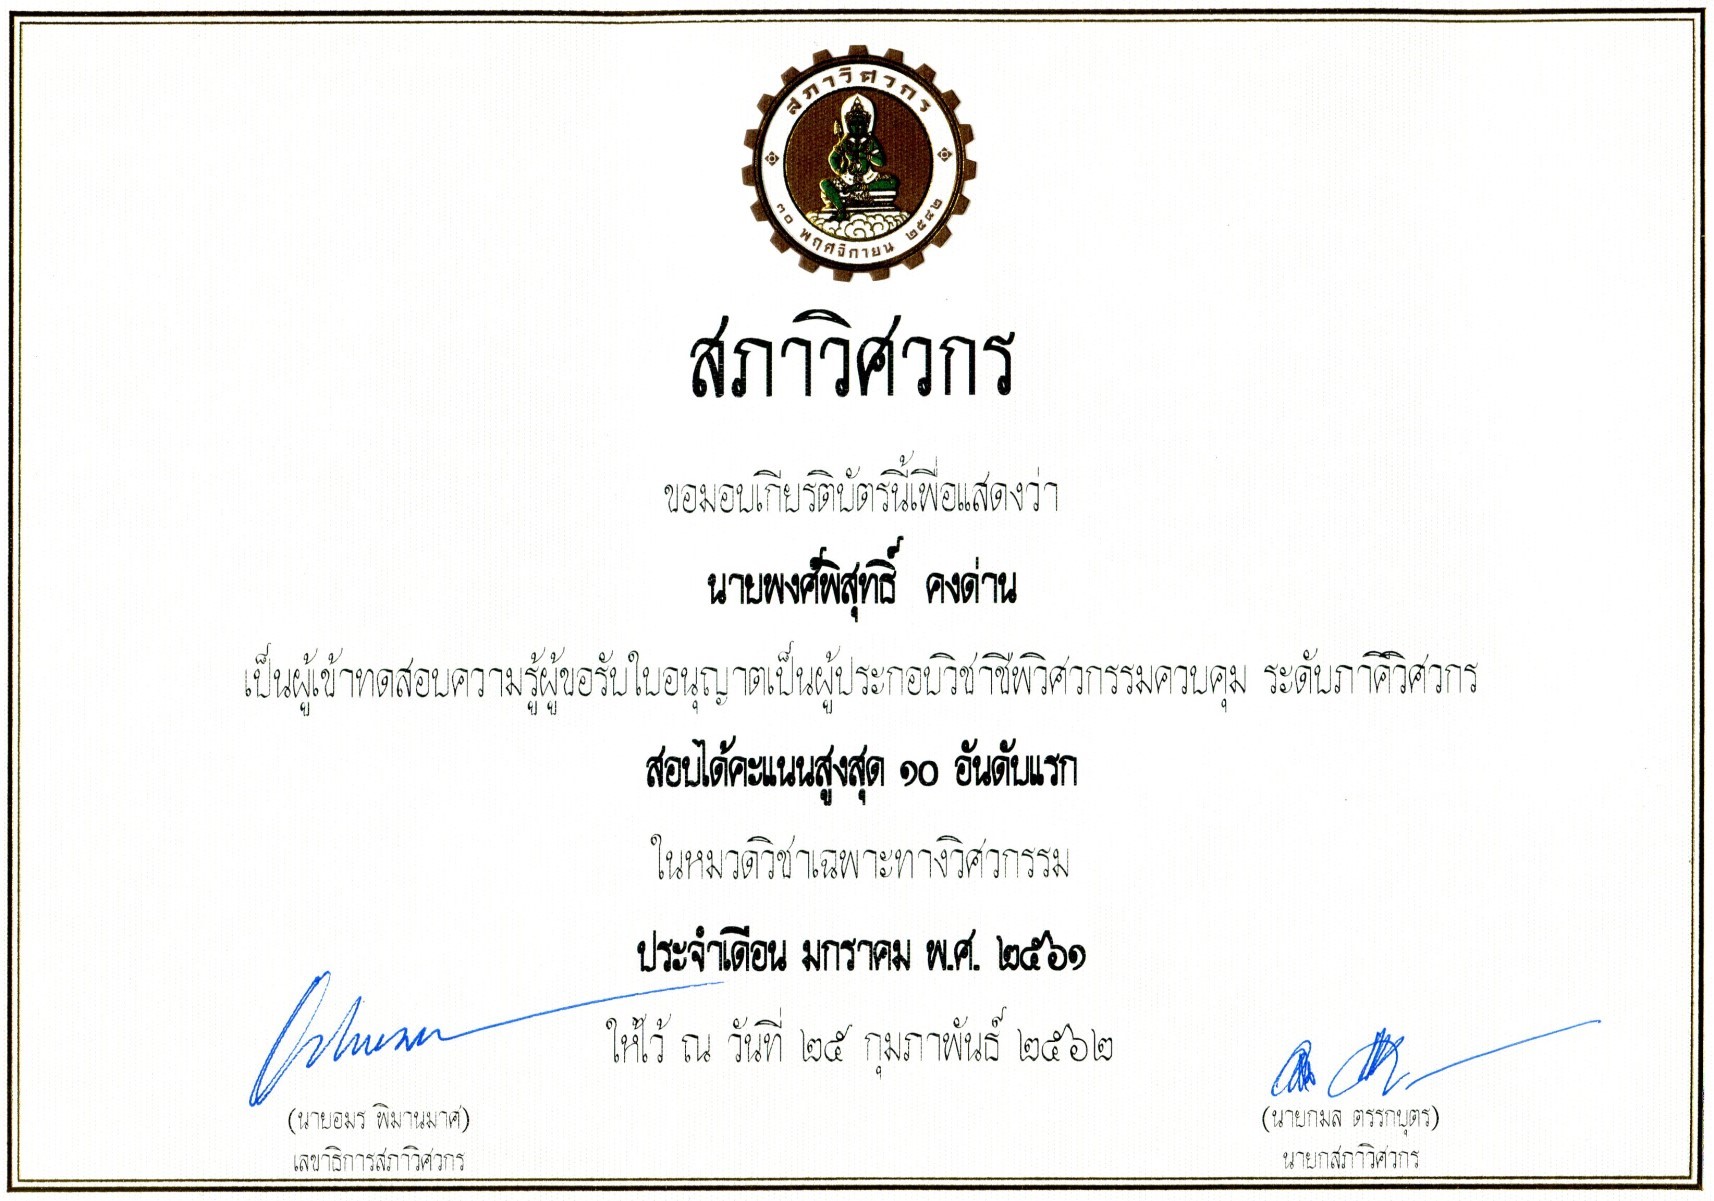 สภาวิศวกร
๓๐ พฤศจิกายน ๒๕๔๒
สภาวิศวกร
ขอมอบเกียรติบัตรนี้เพื่อแสดงว่า
นายพงศ์พิสุทธิ์ คงด่าน
เป็นผู้เข้าทดสอบความรู้ผู้ขอรับใบอนุญาตเป็นผู้ประกอบวิชาชีพวิศวกรรมควบคุม ระดับภาคีวิศวกร
สอบได้คะแนนสูงสุด ๑๐ อันดับแรก
ในหมวดวิชาเฉพาะทางวิศวกรรม
ประจำเดือน มกราคม พ.ศ. ๒๕๖๑
ให้ไว้ ณ วันที่ ๒๕ กุมภาพันธ์ ๒๕๖๒
(นายอมร พิมานมาศ)
เลขาธิการสภาวิศวกร
(นายกมล ตรรกบุตร)
นายกสภาวิศวกร